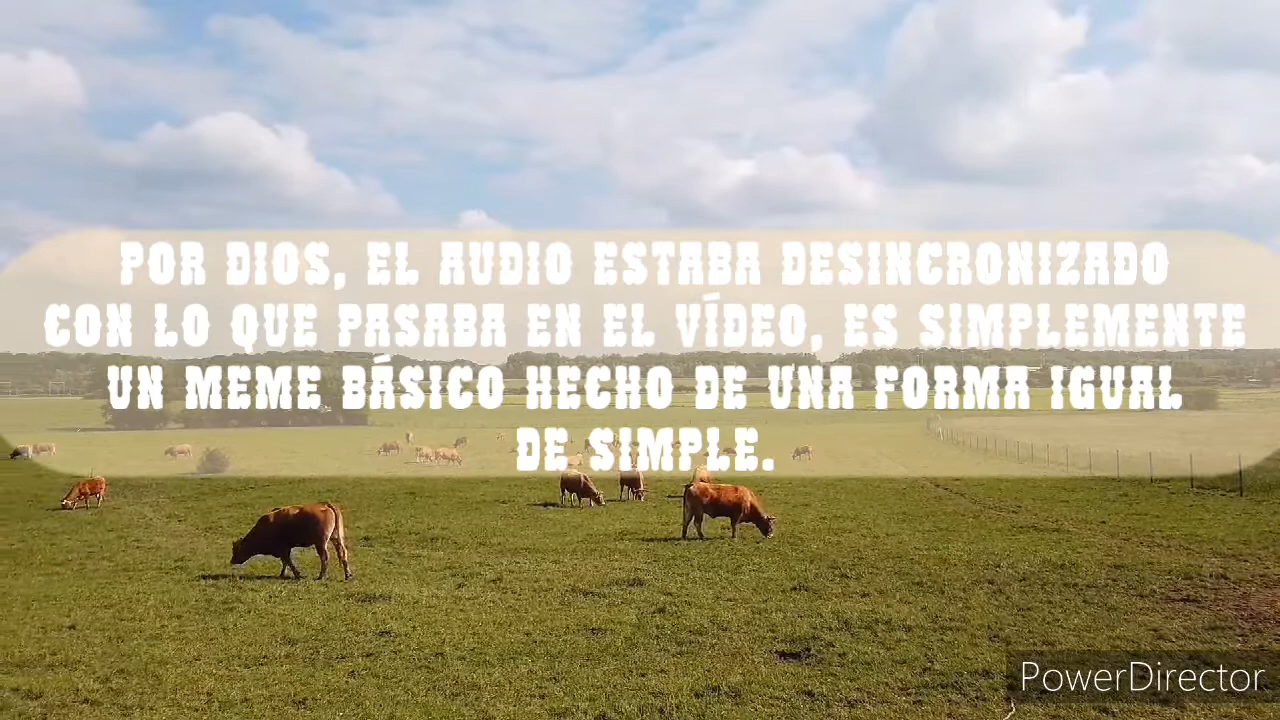 POR DIOS, EL AUDIO ESTABA DESINCRONIZADO
CON LO QUE PASABA EN EL VÍDEO, ES SIMPLEMENTE
UN MEME BÁSICO HECHO DE UNA FORMA IGUAL
DE SIMPLE.
PowerDirector